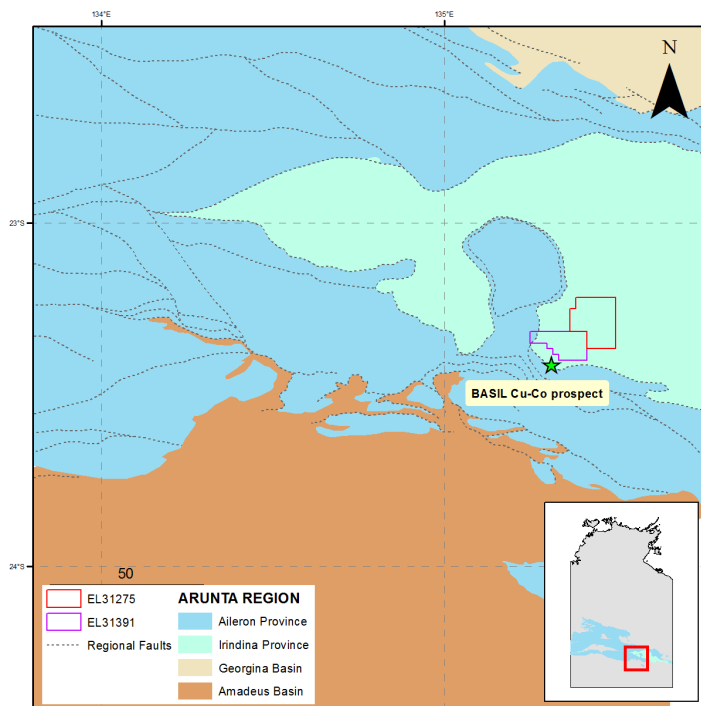 134°E
135°E
N
23°S
BASIL Cu-Co prospect
24°S
50
EL31275
EL31391
Regional Faults
ARUNTA REGION
Aileron Province
Irindina Province
Georgina Basin
Amadeus Basin